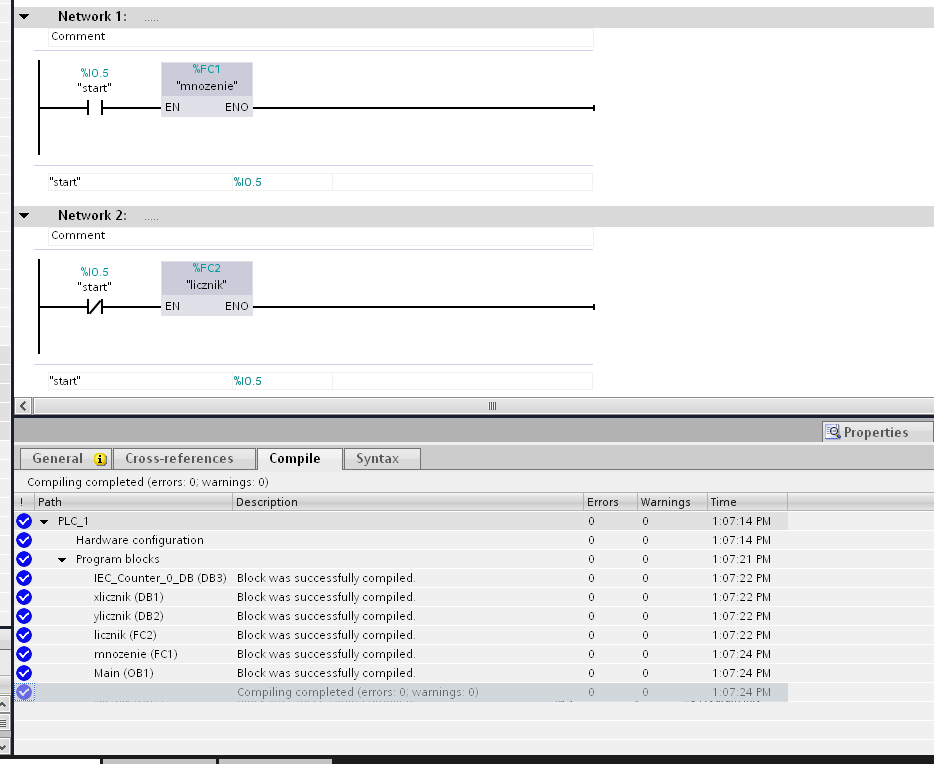 Network 1: .....
Comment
%I0.5
"start"
%FC1
"mnozenie"
EN ENO
"start" %I0.5
Network 2: .....
Comment
%I0.5
"start"
%FC2
"licznik"
EN ENO
"start" %I0.5
Properties
General Cross-references Compile Syntax
Compiling completed (errors: 0; warnings: 0)
! Path Description Errors Warnings Time
PLC_1 0 0 1:07:14 PM
Hardware configuration 0 0 1:07:14 PM
Program blocks 0 0 1:07:21 PM
IEC_Counter_0_DB (DB3) Block was successfully compiled. 0 0 1:07:22 PM
xlicznik (DB1) Block was successfully compiled. 0 0 1:07:22 PM
ylicznik (DB2) Block was successfully compiled. 0 0 1:07:22 PM
licznik (FC2) Block was successfully compiled. 0 0 1:07:22 PM
mnozenie (FC1) Block was successfully compiled. 0 0 1:07:24 PM
Main (OB1) Block was successfully compiled. 0 0 1:07:24 PM
Compiling completed (errors: 0; warnings: 0) 0 0 1:07:24 PM